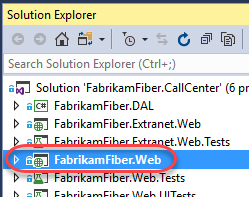 Solution Explorer
Search Solution Explorer (Ctrl+;)
Solution 'FabrikamFiber.CallCenter' (6 pr
C# FabrikamFiber.DAL
FabrikamFiber.Extranet.Web
FabrikamFiber.Extranet.Web.Tests
FabrikamFiber.Web
FabrikamFiber.Web.Tests
FabrikamFiber.Web.UITests